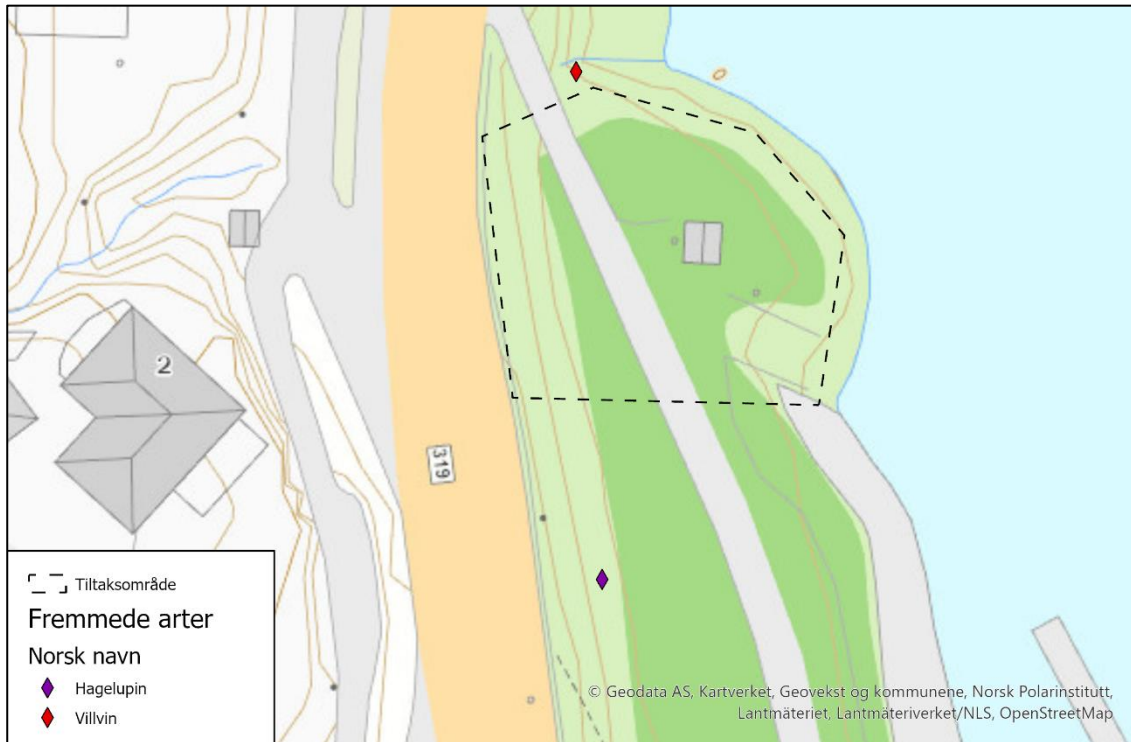 2
319
Tiltaksområde
Fremmede arter
Norsk navn
Hagelupin
Villvin
© Geodata AS, Kartverket, Geovekst og kommunene, Norsk Polarinstitutt,
Lantmäteriet, Lantmäteriverket/NLS, OpenStreetMap